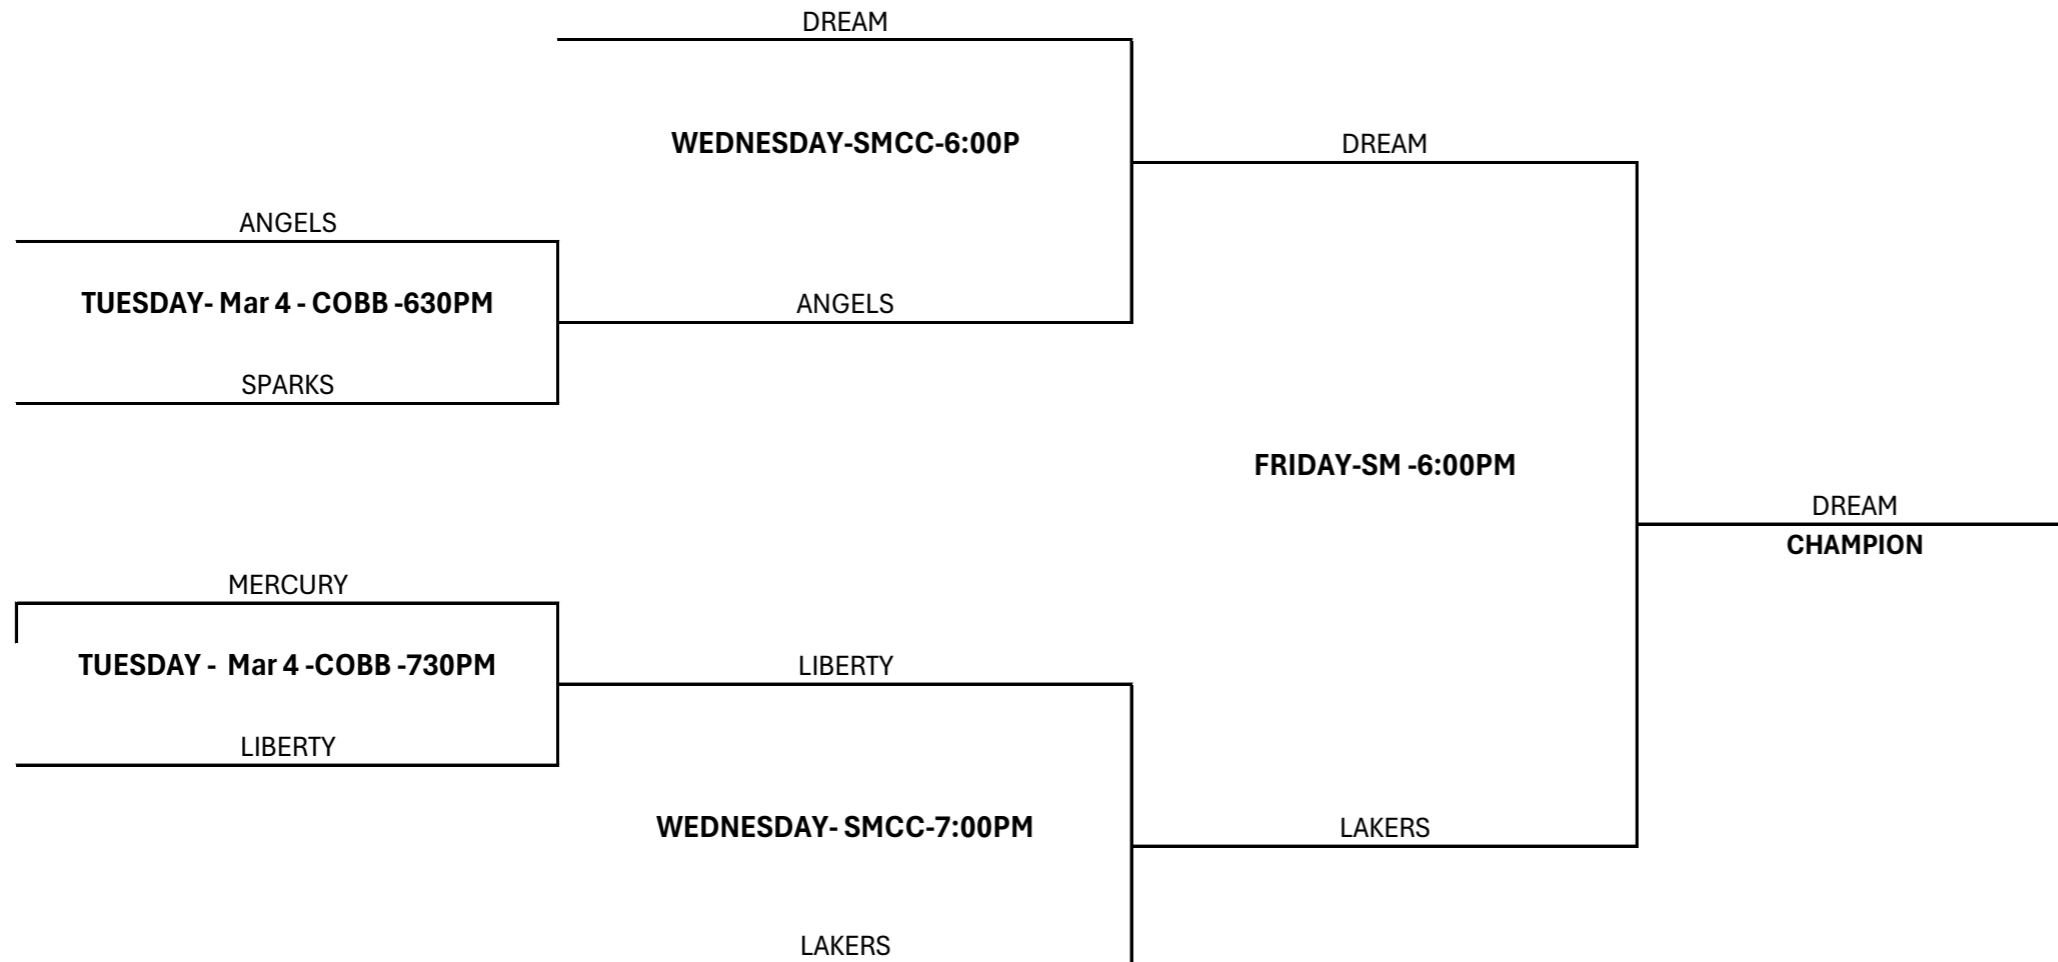 DREAM
WEDNESDAY-SMCC-6:00P
DREAM
ANGELS
TUESDAY- Mar 4 - COBB -630PM
ANGELS
SPARKS
FRIDAY-SM -6:00PM
DREAM
CHAMPION
MERCURY
TUESDAY - Mar 4 -COBB -730PM
LIBERTY
LIBERTY
WEDNESDAY- SMCC-7:00PM
LAKERS
LAKERS